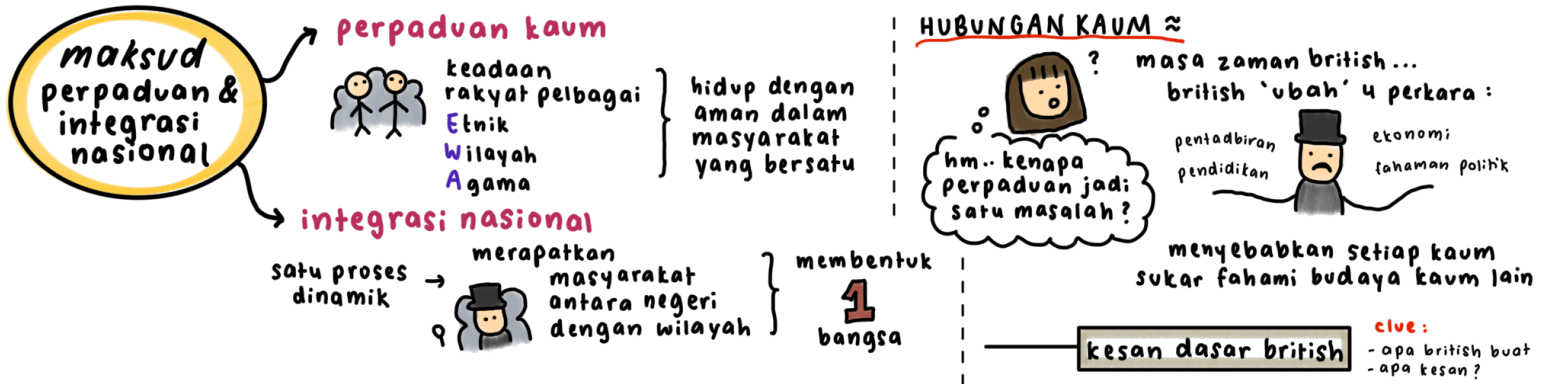 maksud
perpaduan &
integrasi
nasional
perpaduan kaum
keadaan
rakyat pelbagai
Etnik
Wilayah
Agama
hidup dengan
aman dalam
masyarakat
yang bersatu
integrasi nasional
satu proses
dinamik
merapatkan
masyarakat
antara negeri
dengan wilayah
membentuk
1
bangsa
HUBUNGAN KAUM ≈
?
hm.. kenapa
perpaduan jadi
satu masalah?
masa zaman british...
british 'ubah' 4 perkara :
pentadbiran
pendidikan
ekonomi
fahaman politik
menyebabkan setiap kaum
sukar fahami budaya kaum lain
kesan dasar british
clue :
- apa british buat
- apa kesan?